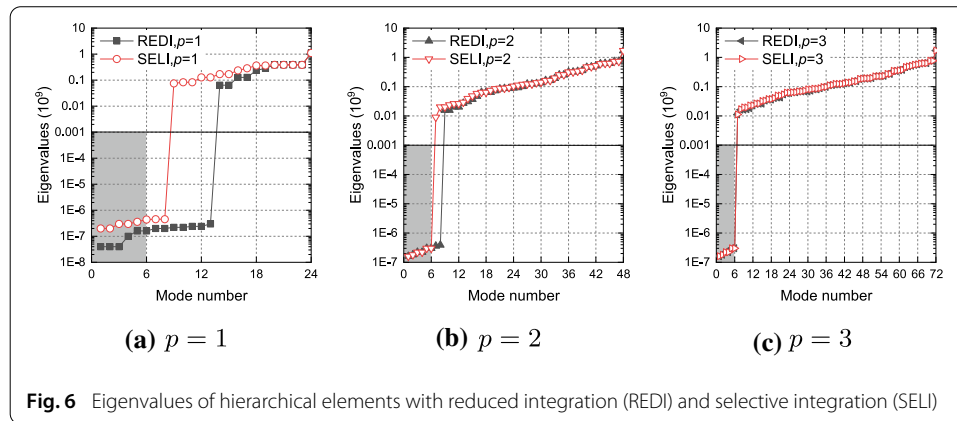 REDI,p=1
SELI,p=1
Eigenvalues (10⁹)
1
0.1
0.01
0.001
1E-4
1E-5
1E-6
1E-7
1E-8
0 6 12 18 24
Mode number
(a) p = 1
REDI,p=2
SELI,p=2
Eigenvalues (10⁹)
1
0.1
0.01
0.001
1E-4
1E-5
1E-6
1E-7
0 6 12 18 24 30 36 42 48
Mode number
(b) p = 2
REDI,p=3
SELI,p=3
Eigenvalues (10⁹)
1
0.1
0.01
0.001
1E-4
1E-5
1E-6
1E-7
0 6 12 18 24 30 36 42 48 54 60 66 72
Mode number
(c) p = 3
Fig. 6 Eigenvalues of hierarchical elements with reduced integration (REDI) and selective integration (SELI)